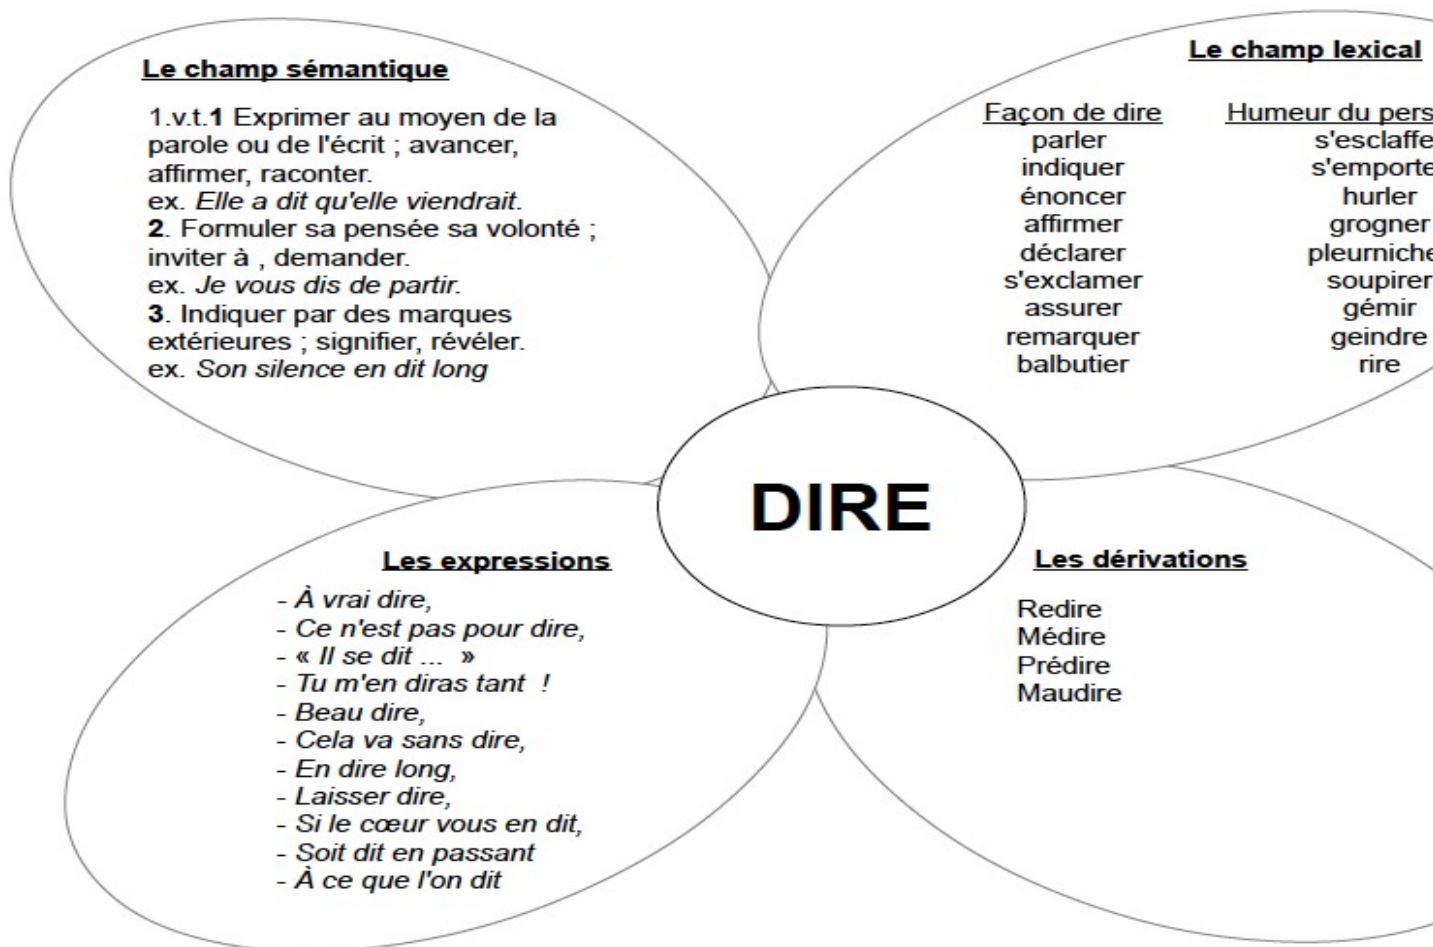 Le champ sémantique
1.v.t.1 Exprimer au moyen de la
parole ou de l'écrit ; avancer,
affirmer, raconter.
ex. Elle a dit qu'elle viendrait.
2. Formuler sa pensée sa volonté ;
inviter à , demander.
ex. Je vous dis de partir.
3. Indiquer par des marques
extérieures ; signifier, révéler.
ex. Son silence en dit long
Le champ lexical
Façon de dire
parler
indiquer
énoncer
affirmer
déclarer
s'exclamer
assurer
remarquer
balbutier
Humeur du pers
s'esclaffe
s'emporte
hurler
grogner
pleurniche
soupirer
gémir
geindre
rire
DIRE
Les expressions
- À vrai dire,
- Ce n'est pas pour dire,
- « Il se dit ... »
- Tu m'en diras tant !
- Beau dire,
- Cela va sans dire,
- En dire long,
- Laisser dire,
- Si le cœur vous en dit,
- Soit dit en passant
- À ce que l'on dit
Les dérivations
Redire
Médire
Prédire
Maudire